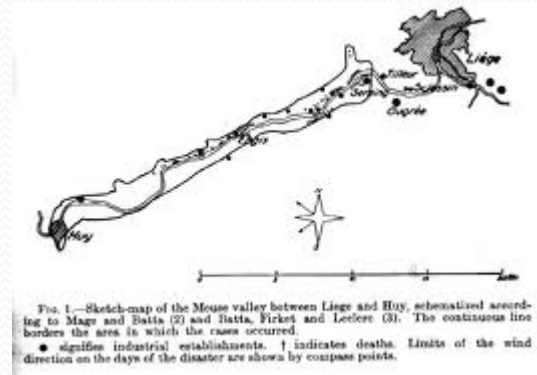 Liége
Tilleur
Seraing
Ougrée
Engis
Huy
N
FIG. 1.—Sketch-map of the Meuse valley between Liege and Huy, schematized accord-
ing to Mage and Batta (2) and Batta, Firket and Leclerc (3). The continuous line
borders the area in which the cases occurred.
● signifies industrial establishments. † indicates deaths. Limits of the wind
direction on the days of the disaster are shown by compass points.